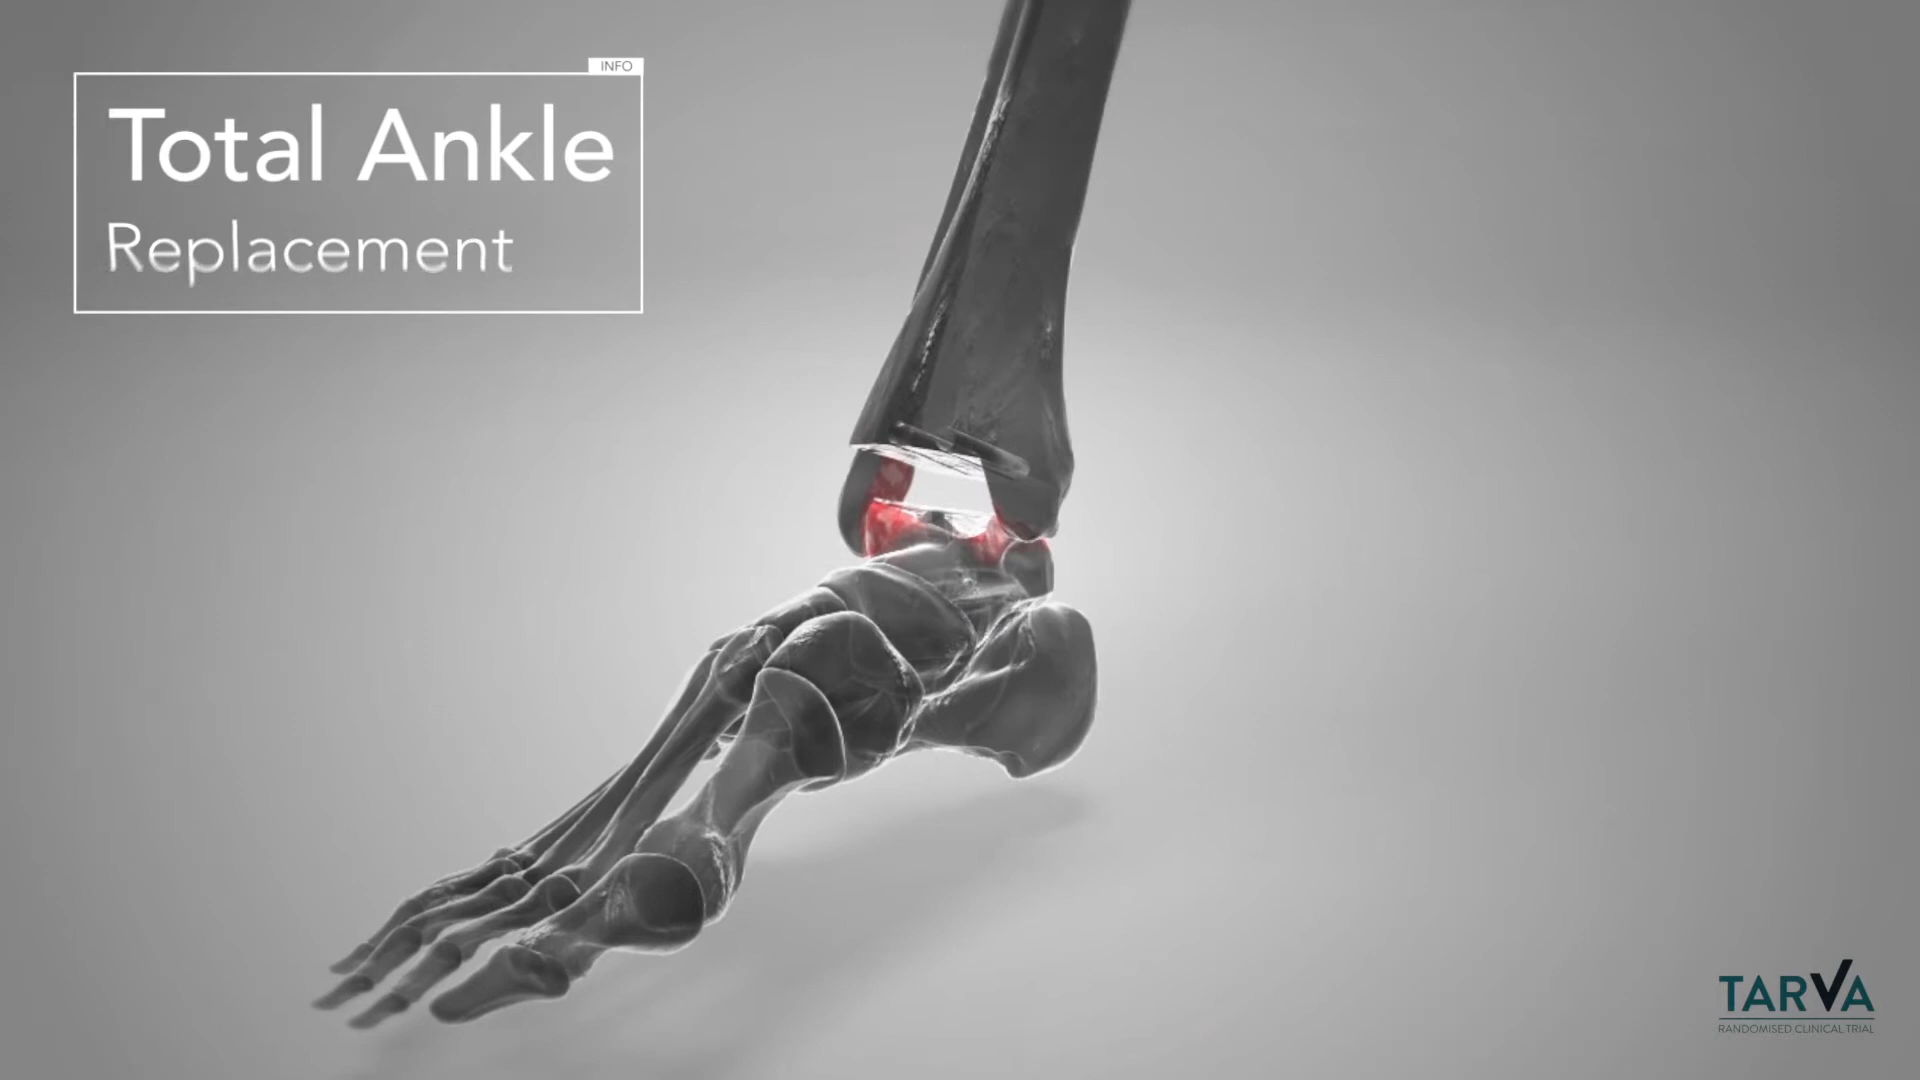 INFO
Total Ankle
Replacement
TARVA
RANDOMISED CLINICAL TRIAL